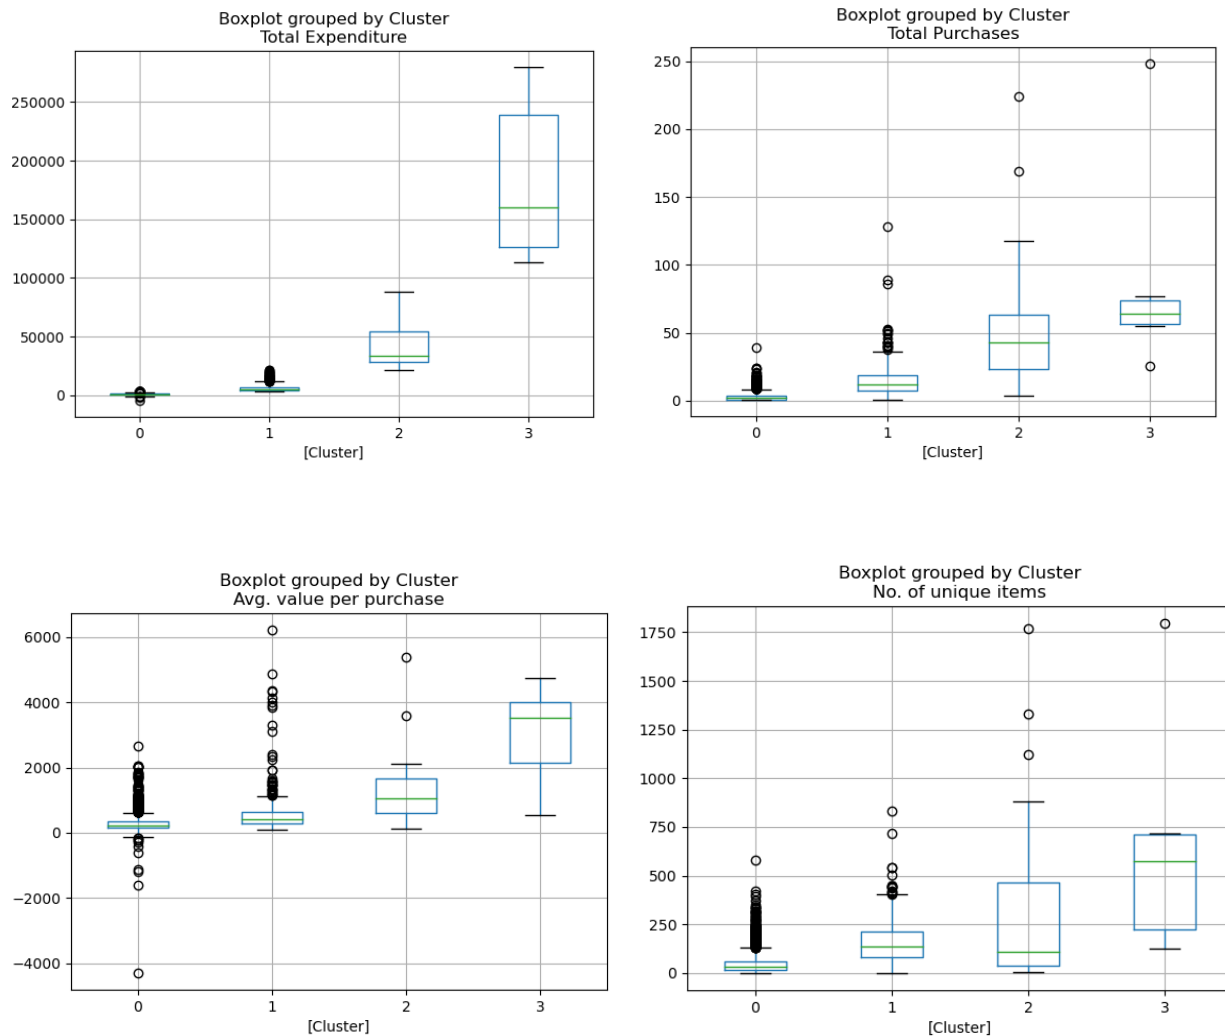 Boxplot grouped by Cluster
Total Expenditure
250000
200000
150000
100000
50000
0
0 1 2 3
[Cluster]
Boxplot grouped by Cluster
Total Purchases
250
200
150
100
50
0
0 1 2 3
[Cluster]
Boxplot grouped by Cluster
Avg. value per purchase
6000
4000
2000
0
−2000
−4000
0 1 2 3
[Cluster]
Boxplot grouped by Cluster
No. of unique items
1750
1500
1250
1000
750
500
250
0
0 1 2 3
[Cluster]